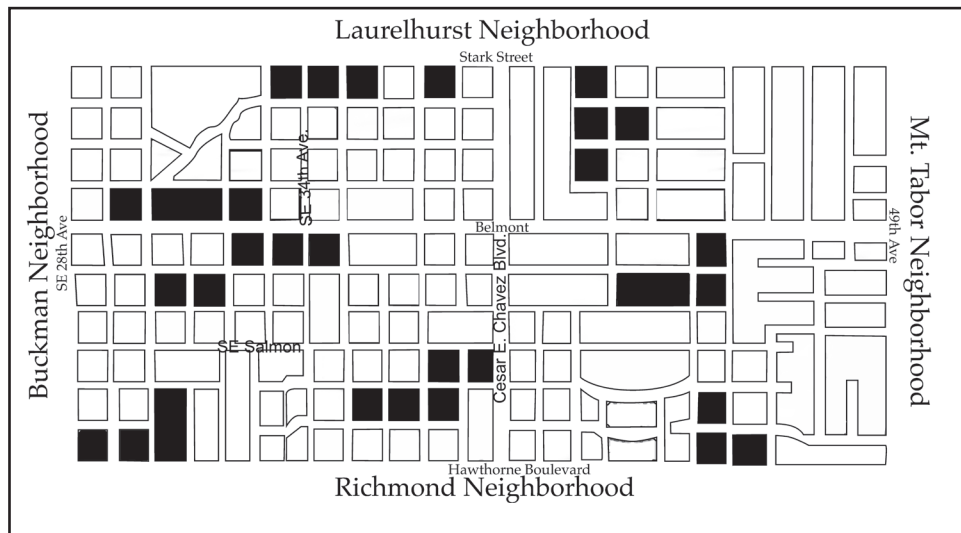 Laurelhurst Neighborhood
Stark Street
Buckman Neighborhood
SE 28th Ave
SE 34th Ave.
Belmont
Cesar E. Chavez Blvd.
49th Ave
Mt. Tabor Neighborhood
SE Salmon
Hawthorne Boulevard
Richmond Neighborhood